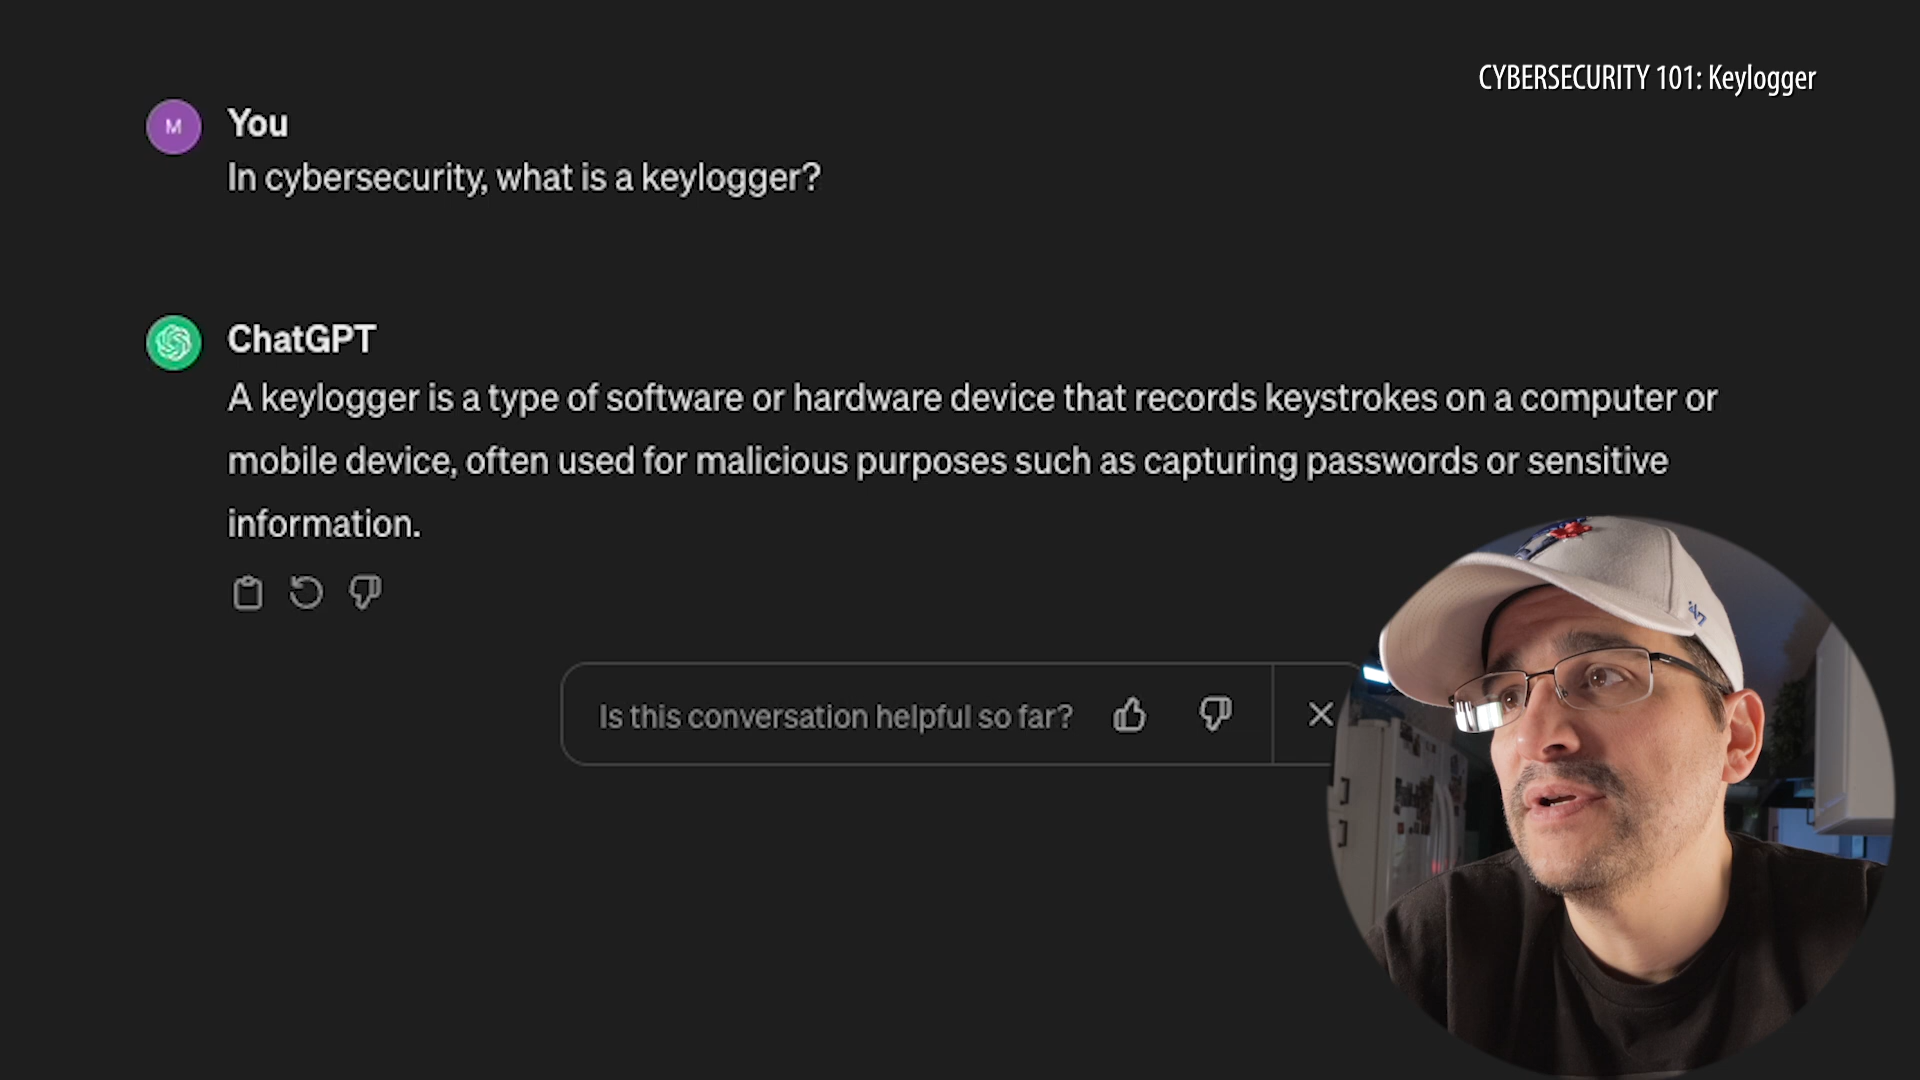 CYBERSECURITY 101: Keylogger
M
You
In cybersecurity, what is a keylogger?
ChatGPT
A keylogger is a type of software or hardware device that records keystrokes on a computer or
mobile device, often used for malicious purposes such as capturing passwords or sensitive
information.
Is this conversation helpful so far?
47